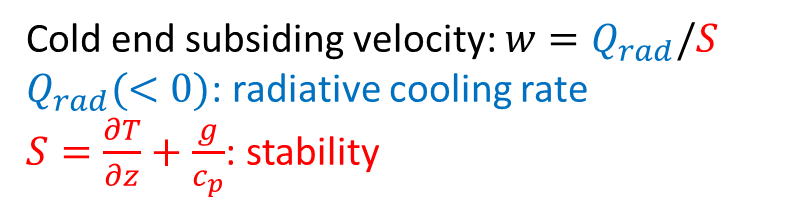 Cold end subsiding velocity: w = Q_rad/S
Q_rad(< 0): radiative cooling rate
S = ∂T/∂z + g/c_p: stability